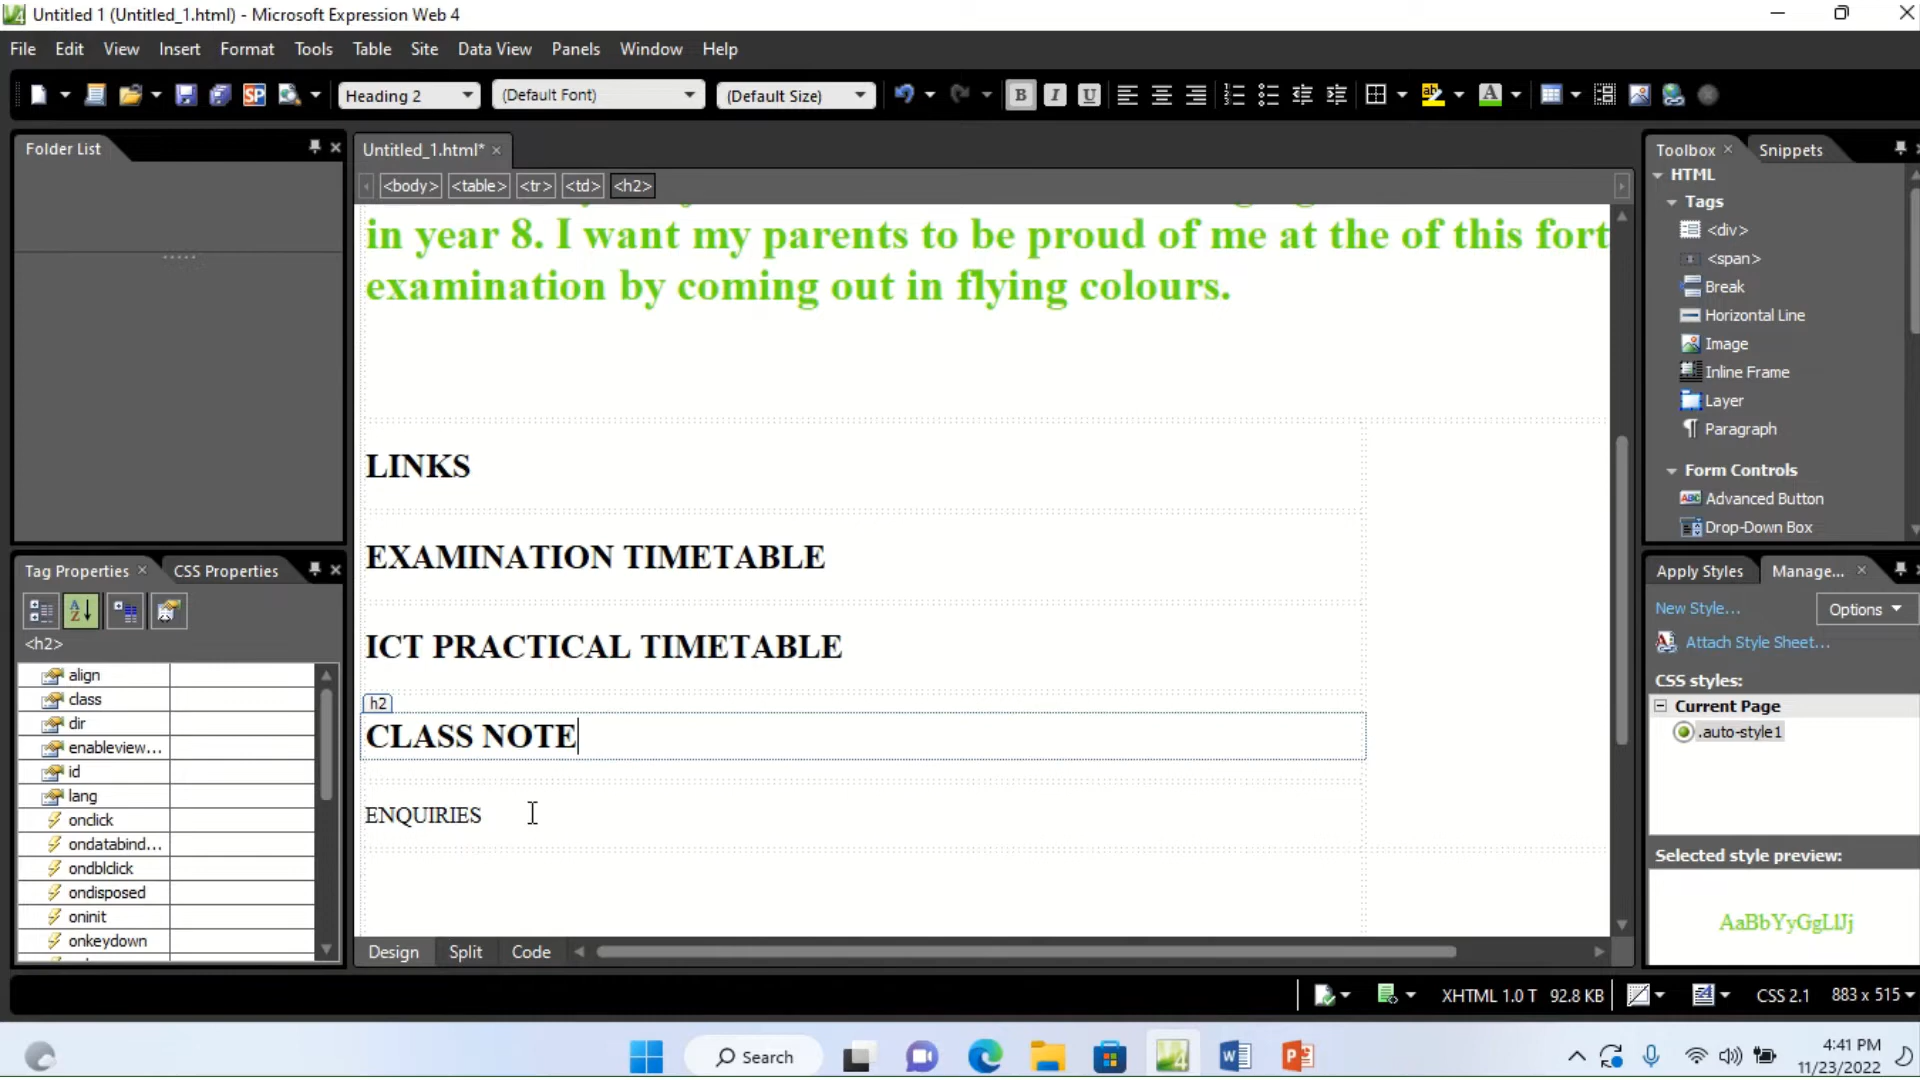 Untitled 1 (Untitled_1.html) - Microsoft Expression Web 4
File Edit View Insert Format Tools Table Site Data View Panels Window Help
Heading 2 (Default Font) (Default Size) B I U
Folder List
Untitled_1.html*
<body> <table> <tr> <td> <h2>
in year 8. I want my parents to be proud of me at the of this fort
examination by coming out in flying colours.
LINKS
EXAMINATION TIMETABLE
ICT PRACTICAL TIMETABLE
h2
CLASS NOTE
ENQUIRIES
Design Split Code
Toolbox Snippets
HTML
Tags
<div>
<span>
Break
Horizontal Line
Image
Inline Frame
Layer
Paragraph
Form Controls
Advanced Button
Drop-Down Box
Tag Properties CSS Properties
<h2>
align
class
dir
enableview...
id
lang
onclick
ondatabind...
ondblclick
ondisposed
oninit
onkeydown
Apply Styles Manage...
New Style... Options
Attach Style Sheet...
CSS styles:
Current Page
.auto-style1
Selected style preview:
AaBbYyGgLlJj
XHTML 1.0 T 92.8 KB CSS 2.1 883 x 515
Search
4:41 PM
11/23/2022